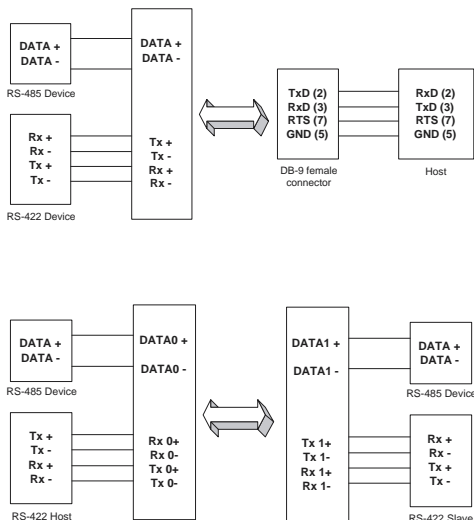 DATA +
DATA -
RS-485 Device
Rx +
Rx -
Tx +
Tx -
RS-422 Device
DATA +
DATA -
Tx +
Tx -
Rx +
Rx -
TxD (2)
RxD (3)
RTS (7)
GND (5)
DB-9 female
connector
RxD (2)
TxD (3)
RTS (7)
GND (5)
Host
DATA +
DATA -
RS-485 Device
Tx +
Tx -
Rx +
Rx -
RS-422 Host
DATA0 +
DATA0 -
Rx 0+
Rx 0-
Tx 0+
Tx 0-
DATA1 +
DATA1 -
Tx 1+
Tx 1-
Rx 1+
Rx 1-
DATA +
DATA -
RS-485 Device
Rx +
Rx -
Tx +
Tx -
RS-422 Slave